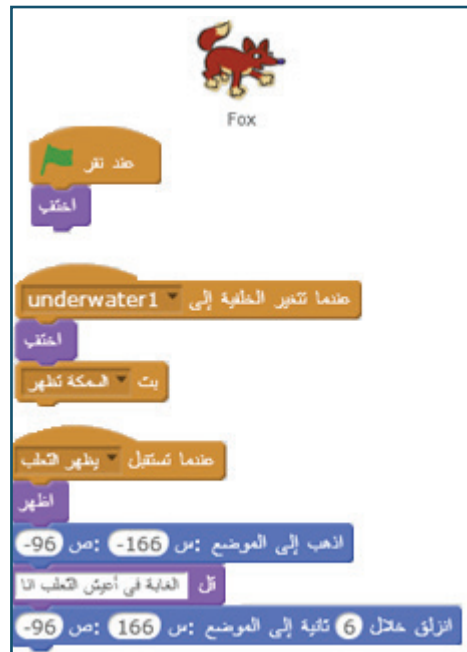 Fox
عند نقر
اختف
عندما تتغير الخلفية إلى underwater1
اختف
بث السمكة تظهر
عندما تستقبل يظهر الثعلب
اظهر
اذهب إلى الموضع :س -166 :ص -96
قل الغابة في أعيش الثعلب انا
انزلق خلال 6 ثانية إلى الموضع :س 166 :ص -96